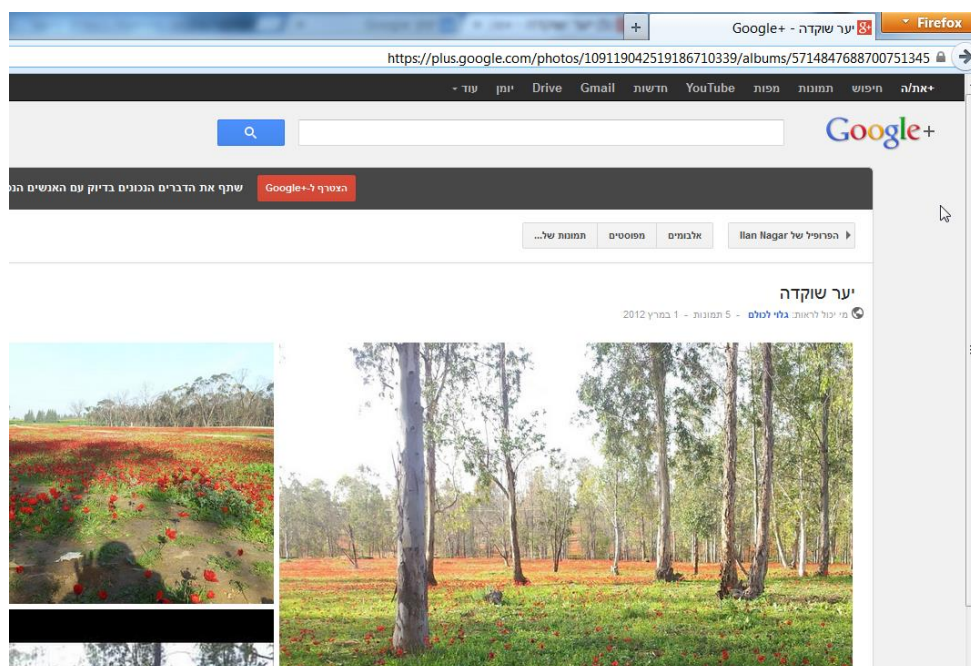 Firefox
יער שוקדה - Google+
https://plus.google.com/photos/109119042519186710339/albums/5714847688700751345
+את/ה חיפוש תמונות מפות YouTube חדשות Gmail Drive יומן עוד
Google+
הצטרף ל-Google+ שתף את הדברים הנכונים בדיוק עם האנשים
הפרופיל של Ilan Nagar אלבומים מפוסטים תמונות של...
יער שוקדה
מי יכול לראות: גלוי לכולם - 5 תמונות - 1 במרץ 2012